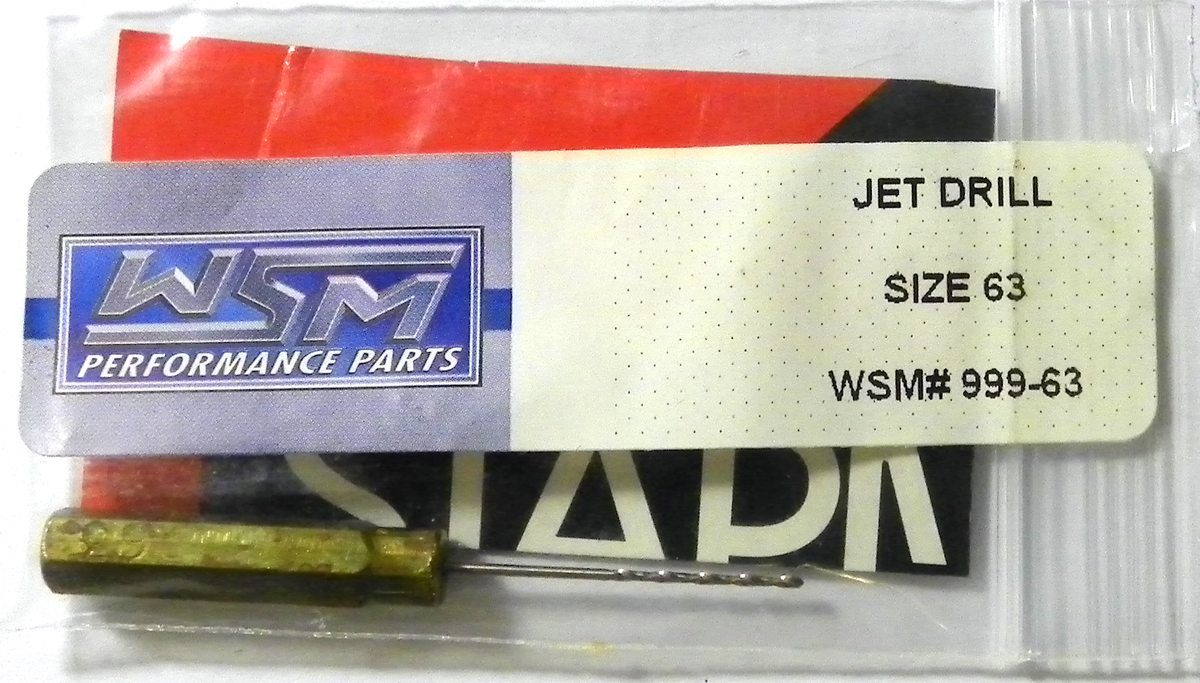 WSM
PERFORMANCE PARTS
JET DRILL
SIZE 63
WSM# 999-63